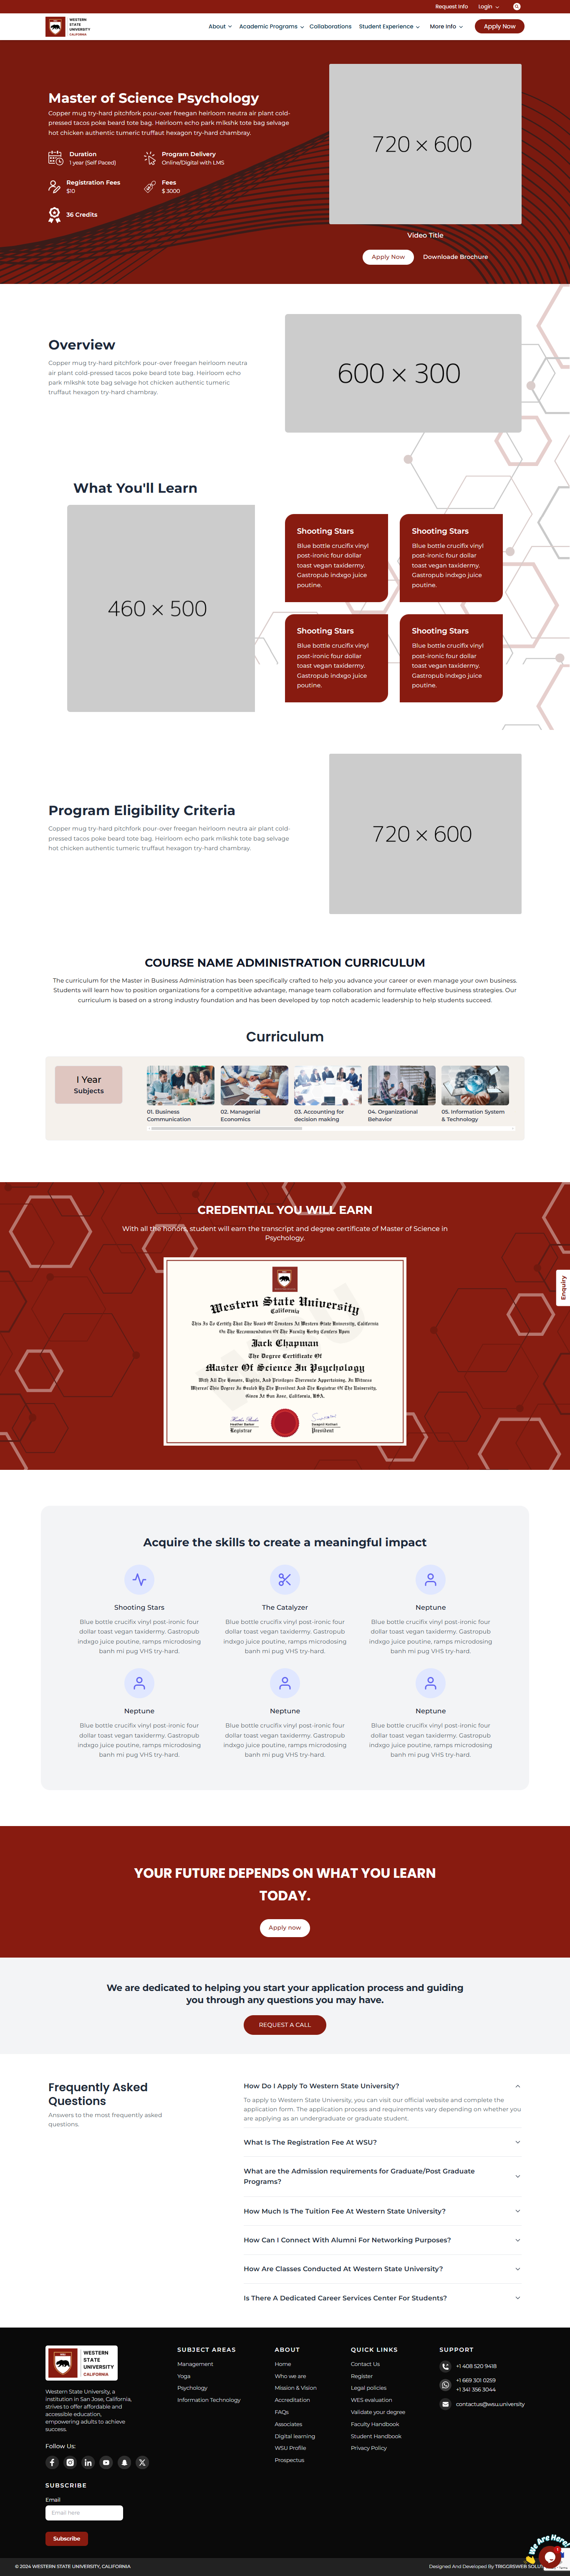 Request Info
Login
WESTERN
STATE
UNIVERSITY
CALIFORNIA
About
Academic Programs
Collaborations
Student Experience
More Info
Apply Now
Master of Science Psychology
Copper mug try-hard pitchfork pour-over freegan heirloom neutra air plant cold-
pressed tacos poke beard tote bag. Heirloom echo park mlkshk tote bag selvage
hot chicken authentic tumeric truffaut hexagon try-hard chambray.
Duration
1 year (Self Paced)
Program Delivery
Online/Digital with LMS
Registration Fees
$10
Fees
$ 3000
36 Credits
720 × 600
Video Title
Apply Now
Downloade Brochure
Overview
Copper mug try-hard pitchfork pour-over freegan heirloom neutra
air plant cold-pressed tacos poke beard tote bag. Heirloom echo
park mlkshk tote bag selvage hot chicken authentic tumeric
truffaut hexagon try-hard chambray.
600 × 300
What You'll Learn
460 × 500
Shooting Stars
Blue bottle crucifix vinyl
post-ironic four dollar
toast vegan taxidermy.
Gastropub indxgo juice
poutine.
Shooting Stars
Blue bottle crucifix vinyl
post-ironic four dollar
toast vegan taxidermy.
Gastropub indxgo juice
poutine.
Shooting Stars
Blue bottle crucifix vinyl
post-ironic four dollar
toast vegan taxidermy.
Gastropub indxgo juice
poutine.
Shooting Stars
Blue bottle crucifix vinyl
post-ironic four dollar
toast vegan taxidermy.
Gastropub indxgo juice
poutine.
Program Eligibility Criteria
Copper mug try-hard pitchfork pour-over freegan heirloom neutra air plant cold-
pressed tacos poke beard tote bag. Heirloom echo park mlkshk tote bag selvage
hot chicken authentic tumeric truffaut hexagon try-hard chambray.
720 × 600
COURSE NAME ADMINISTRATION CURRICULUM
The curriculum for the Master in Business Administration has been specifically crafted to help you advance your career or even manage your own business.
Students will learn how to position organizations for a competitive advantage, manage team collaboration and formulate effective business strategies. Our
curriculum is based on a strong industry foundation and has been developed by top notch academic leadership to help students succeed.
Curriculum
I Year
Subjects
01. Business
Communication
02. Managerial
Economics
03. Accounting for
decision making
04. Organizational
Behavior
05. Information System
& Technology
CREDENTIAL YOU WILL EARN
With all the honors, student will earn the transcript and degree certificate of Master of Science in
Psychology.
Enquiry
Western State University
California
This Is To Certify That The Board Of Trustees At Western State University, California
On The Recommendation Of The Faculty Hereby Confers Upon
Jack Chapman
The Degree Certificate Of
Master Of Science In Psychology
With All The Honors, Rights, And Privileges Thereunto Appertaining. In Witness
Whereof This Degree Is Sealed By The President And Registrar Of The University.
Given At San Jose, California, USA.
Registrar
President
Acquire the skills to create a meaningful impact
Shooting Stars
Blue bottle crucifix vinyl post-ironic four
dollar toast vegan taxidermy. Gastropub
indxgo juice poutine, ramps microdosing
banh mi pug VHS try-hard.
The Catalyzer
Blue bottle crucifix vinyl post-ironic four
dollar toast vegan taxidermy. Gastropub
indxgo juice poutine, ramps microdosing
banh mi pug VHS try-hard.
Neptune
Blue bottle crucifix vinyl post-ironic four
dollar toast vegan taxidermy. Gastropub
indxgo juice poutine, ramps microdosing
banh mi pug VHS try-hard.
Neptune
Blue bottle crucifix vinyl post-ironic four
dollar toast vegan taxidermy. Gastropub
indxgo juice poutine, ramps microdosing
banh mi pug VHS try-hard.
Neptune
Blue bottle crucifix vinyl post-ironic four
dollar toast vegan taxidermy. Gastropub
indxgo juice poutine, ramps microdosing
banh mi pug VHS try-hard.
Neptune
Blue bottle crucifix vinyl post-ironic four
dollar toast vegan taxidermy. Gastropub
indxgo juice poutine, ramps microdosing
banh mi pug VHS try-hard.
YOUR FUTURE DEPENDS ON WHAT YOU LEARN
TODAY.
Apply now
We are dedicated to helping you start your application process and guiding
you through any questions you may have.
REQUEST A CALL
Frequently Asked
Questions
Answers to the most frequently asked
questions.
How Do I Apply To Western State University?
To apply to Western State University, you can visit our official website and complete the
application form. The application process and requirements vary depending on whether you
are applying as an undergraduate or graduate student.
What Is The Registration Fee At WSU?
What are the Admission requirements for Graduate/Post Graduate
Programs?
How Much Is The Tuition Fee At Western State University?
How Can I Connect With Alumni For Networking Purposes?
How Are Classes Conducted At Western State University?
Is There A Dedicated Career Services Center For Students?
WESTERN
STATE
UNIVERSITY
CALIFORNIA
Western State University, a
institution in San Jose, California,
strives to offer affordable and
accessible education,
empowering adults to achieve
success.
Follow Us:
SUBSCRIBE
Email
Email here
Subscribe
SUBJECT AREAS
Management
Yoga
Psychology
Information Technology
ABOUT
Home
Who we are
Mission & Vision
Accreditation
FAQs
Associates
Digital learning
WSU Profile
Prospectus
QUICK LINKS
Contact Us
Register
Legal policies
WES evaluation
Validate your degree
Faculty Handbook
Student Handbook
Privacy Policy
SUPPORT
+1 408 520 9418
+1 669 301 0259
+1 341 356 3044
contactus@wsu.university
We Are Here!
© 2024 WESTERN STATE UNIVERSITY, CALIFORNIA
Designed And Developed By TRIGGRSWER